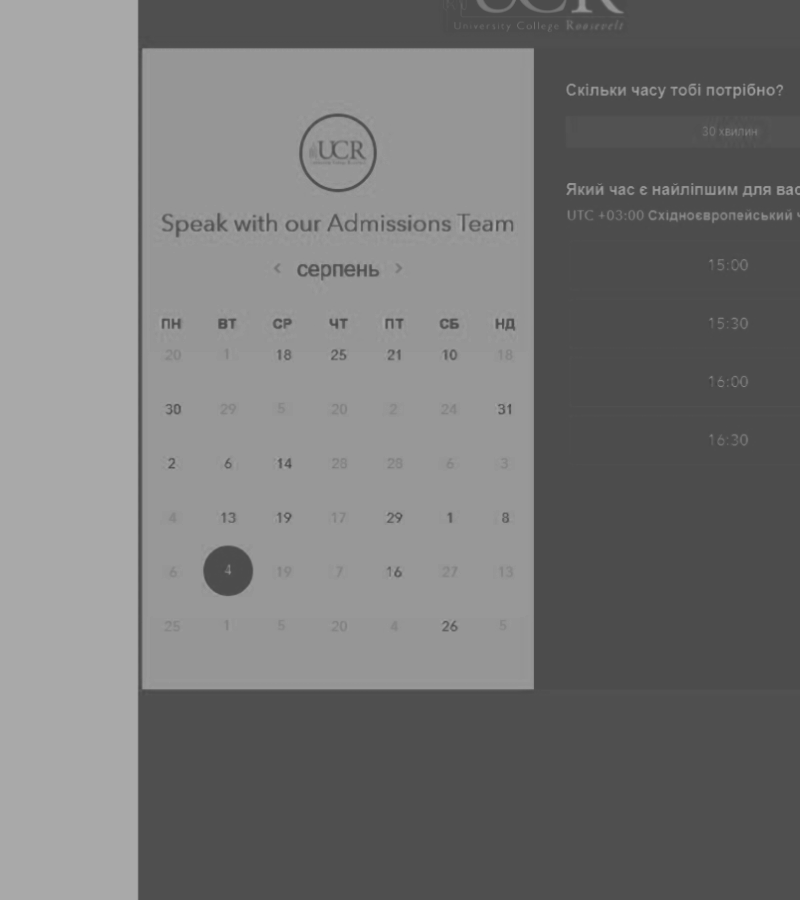 UCR
University College Roosevelt
UCR
Speak with our Admissions Team
< серпень >
ПН ВТ СР ЧТ ПТ СБ НД
20 1 18 25 21 10 18
30 29 5 20 2 24 31
2 6 14 28 28 6 3
4 13 19 17 29 1 8
6 4 19 7 16 27 13
25 1 5 20 4 26 5
Скільки часу тобі потрібно?
30 хвилин
Який час є найліпшим для вас
UTC +03:00 Східноєвропейський ч
15:00
15:30
16:00
16:30